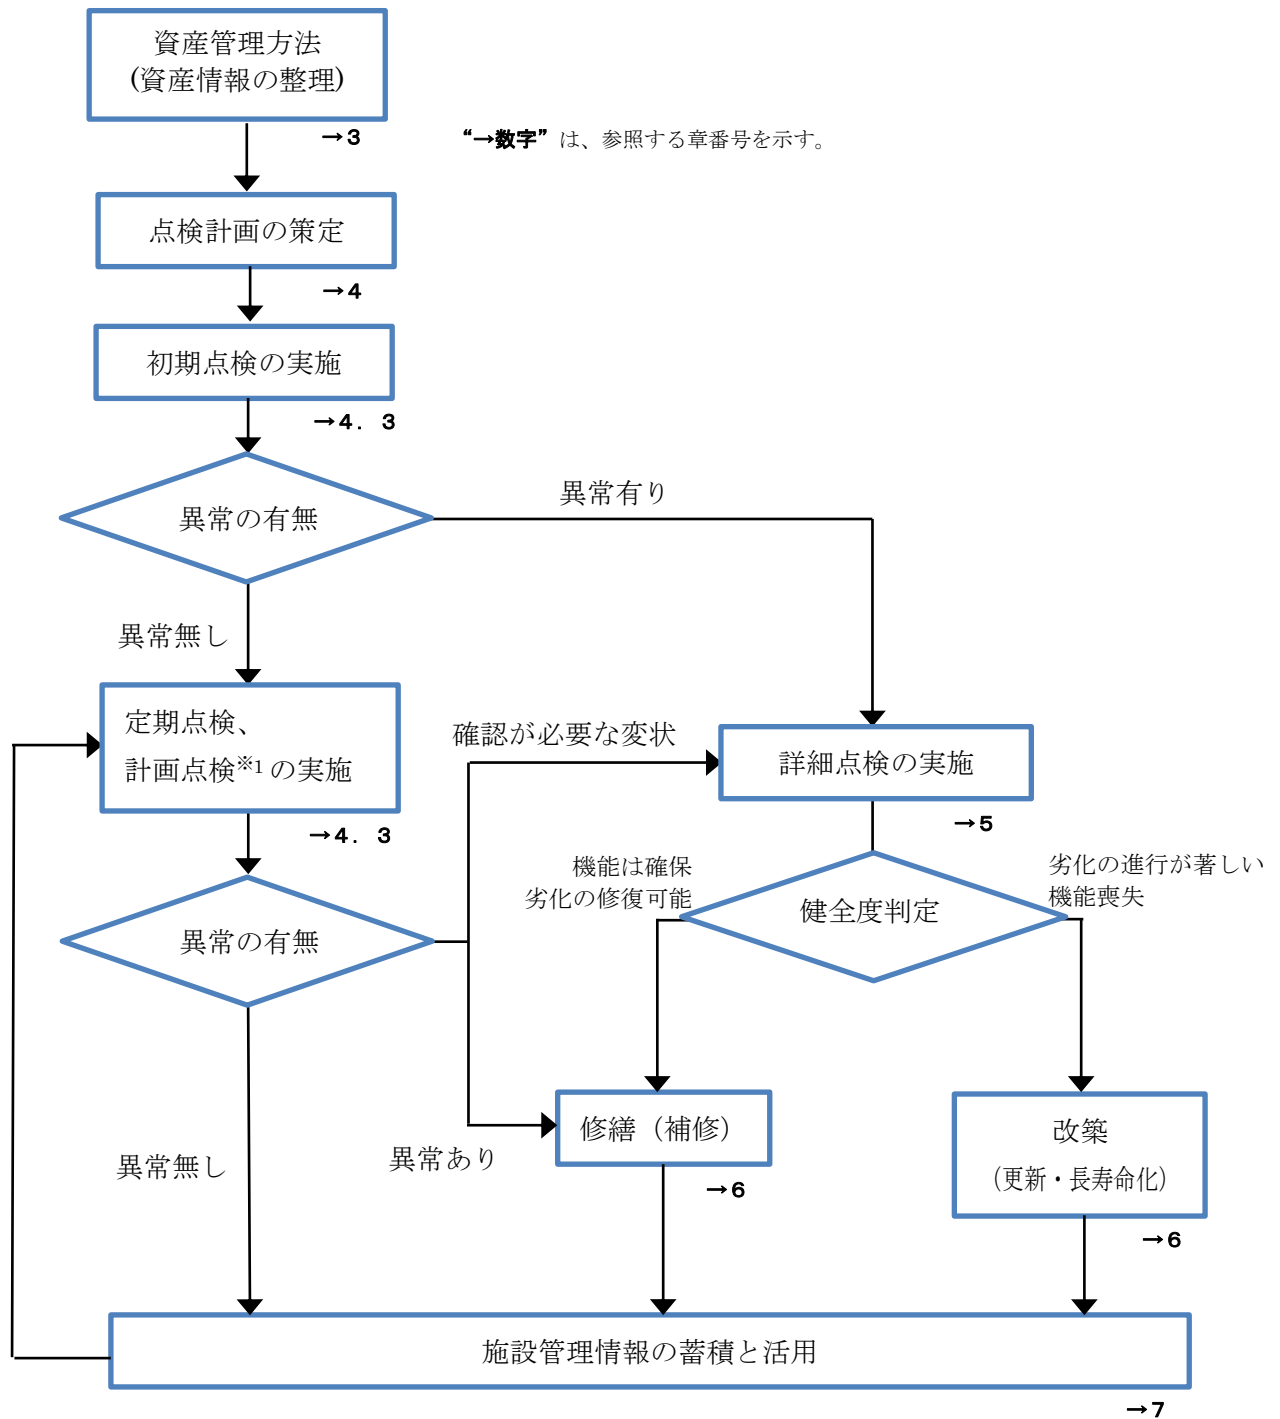 資産管理方法
(資産情報の整理)
→3
“→数字”は、参照する章番号を示す。
点検計画の策定
→4
初期点検の実施
→4．3
異常の有無
異常有り
異常無し
定期点検、
計画点検※1の実施
→4．3
確認が必要な変状
詳細点検の実施
→5
機能は確保
劣化の修復可能
健全度判定
劣化の進行が著しい
機能喪失
異常の有無
異常無し
異常あり
修繕（補修）
→6
改築
（更新・長寿命化）
→6
施設管理情報の蓄積と活用
→7